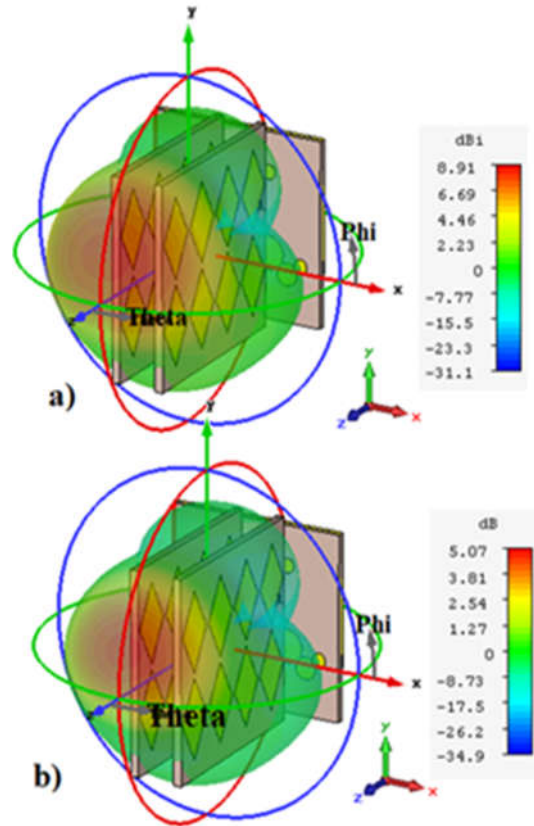 Y
dBi
8.91
6.69
4.46
2.23
0
-7.77
-15.5
-23.3
-31.1
Phi
x
z
Theta
a)
y
z
x
Y
dB
5.07
3.81
2.54
1.27
0
-8.73
-17.5
-26.2
-34.9
Phi
x
Theta
b)
y
z
x